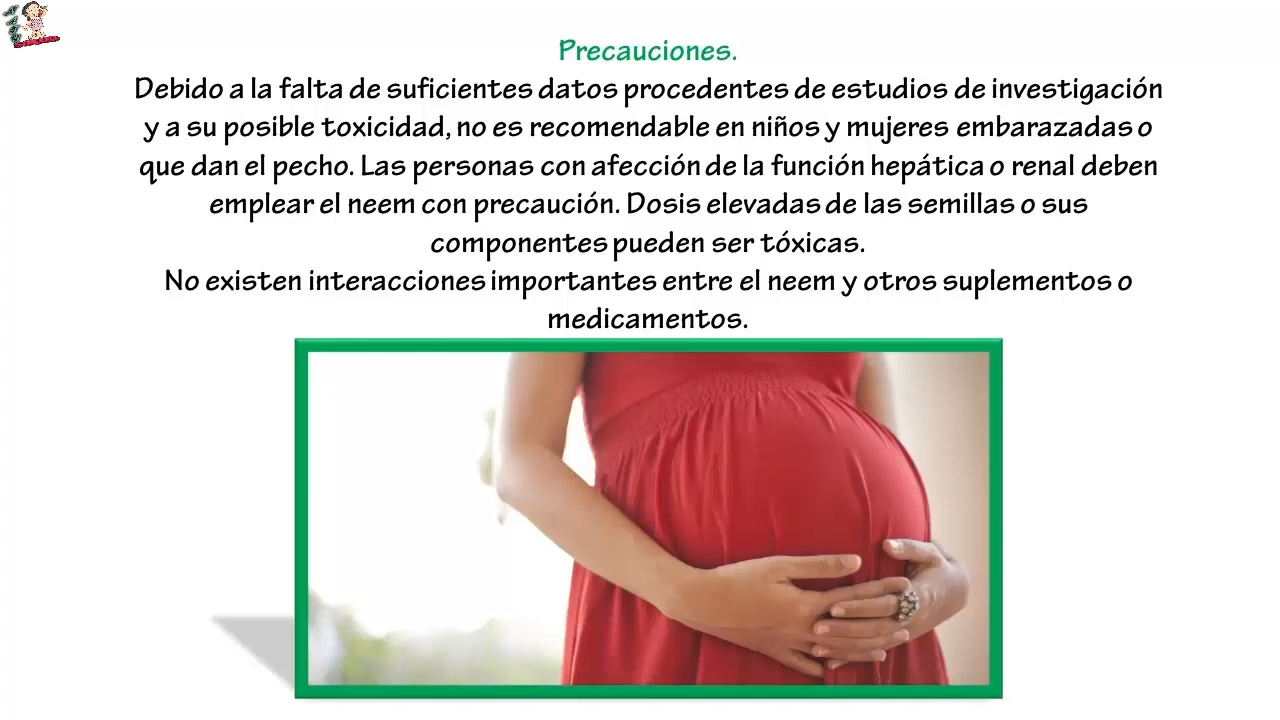 Precauciones.
Debido a la falta de suficientes datos procedentes de estudios de investigación
y a su posible toxicidad, no es recomendable en niños y mujeres embarazadas o
que dan el pecho. Las personas con afección de la función hepática o renal deben
emplear el neem con precaución. Dosis elevadas de las semillas o sus
componentes pueden ser tóxicas.
No existen interacciones importantes entre el neem y otros suplementos o
medicamentos.